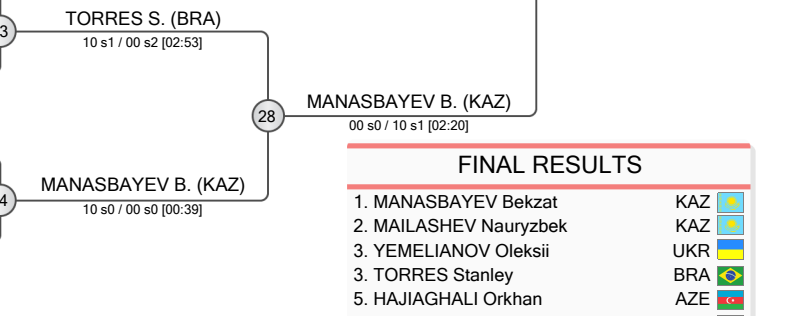 3
TORRES S. (BRA)
10 s1 / 00 s2 [02:53]
28
MANASBAYEV B. (KAZ)
00 s0 / 10 s1 [02:20]
4
MANASBAYEV B. (KAZ)
10 s0 / 00 s0 [00:39]
FINAL RESULTS
1. MANASBAYEV Bekzat KAZ
2. MAILASHEV Nauryzbek KAZ
3. YEMELIANOV Oleksii UKR
3. TORRES Stanley BRA
5. HAJIAGHALI Orkhan AZE